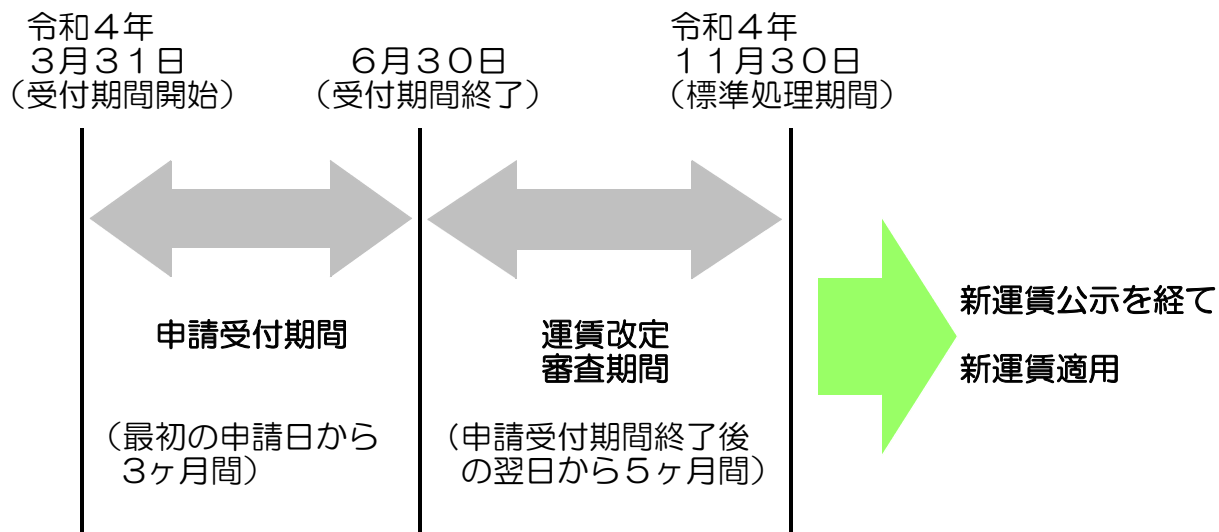 令和４年
３月３１日
（受付期間開始）
６月３０日
（受付期間終了）
令和４年
１１月３０日
（標準処理期間）
申請受付期間
（最初の申請日から
３ヶ月間）
運賃改定
審査期間
（申請受付期間終了後
の翌日から５ヶ月間）
新運賃公示を経て
新運賃適用